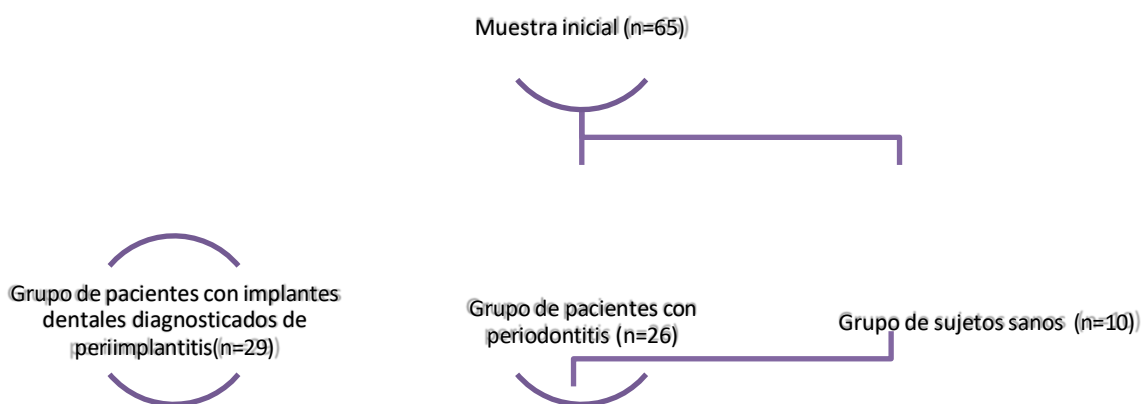 Muestra inicial (n=65)
Grupo de pacientes con implantes
dentales diagnosticados de
periimplantitis(n=29)
Grupo de pacientes con
periodontitis (n=26)
Grupo de sujetos sanos (n=10)